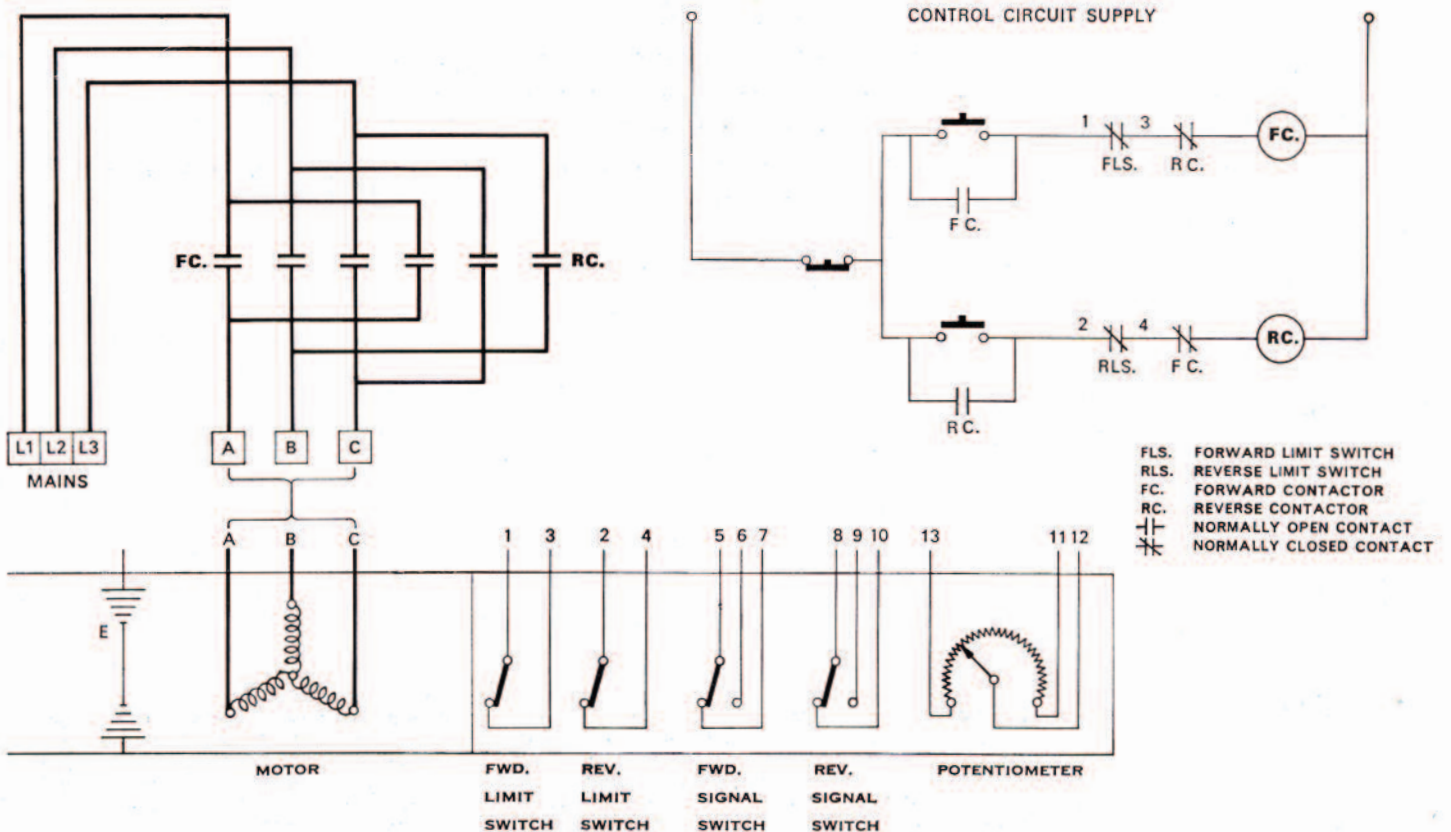 CONTROL CIRCUIT SUPPLY
1 3
FC.
FLS. RC.
FC.
FC. RC.
2 4
RC.
RLS. FC.
RC.
L1 L2 L3 A B C
MAINS
FLS. FORWARD LIMIT SWITCH
RLS. REVERSE LIMIT SWITCH
FC. FORWARD CONTACTOR
RC. REVERSE CONTACTOR
NORMALLY OPEN CONTACT
NORMALLY CLOSED CONTACT
A B C 1 3 2 4 5 6 7 8 9 10 13 11 12
E
MOTOR
FWD. LIMIT SWITCH
REV. LIMIT SWITCH
FWD. SIGNAL SWITCH
REV. SIGNAL SWITCH
POTENTIOMETER